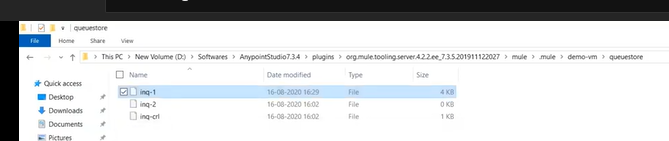 queuestore
File Home Share View
This PC > New Volume (D:) > Softwares > AnypointStudio7.3.4 > plugins > org.mule.tooling.server.4.2.2.ee_7.3.5.201911122027 > mule > .mule > demo-vm > queuestore
Quick access
Desktop
Downloads
Documents
Pictures
Name Date modified Type Size
inq-1 16-08-2020 16:29 File 4 KB
inq-2 16-08-2020 16:02 File 0 KB
inq-crl 16-08-2020 16:02 File 1 KB